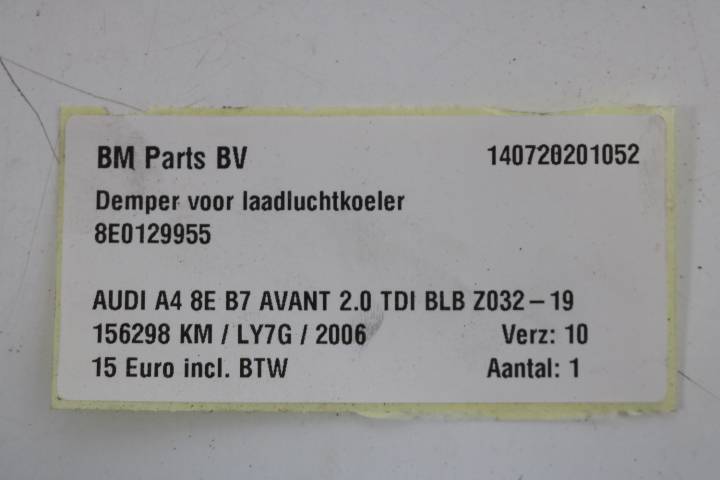 BM Parts BV 140720201052
Demper voor laadluchtkoeler
8E0129955
AUDI A4 8E B7 AVANT 2.0 TDI BLB Z032-19
156298 KM / LY7G / 2006 Verz: 10
15 Euro incl. BTW Aantal: 1